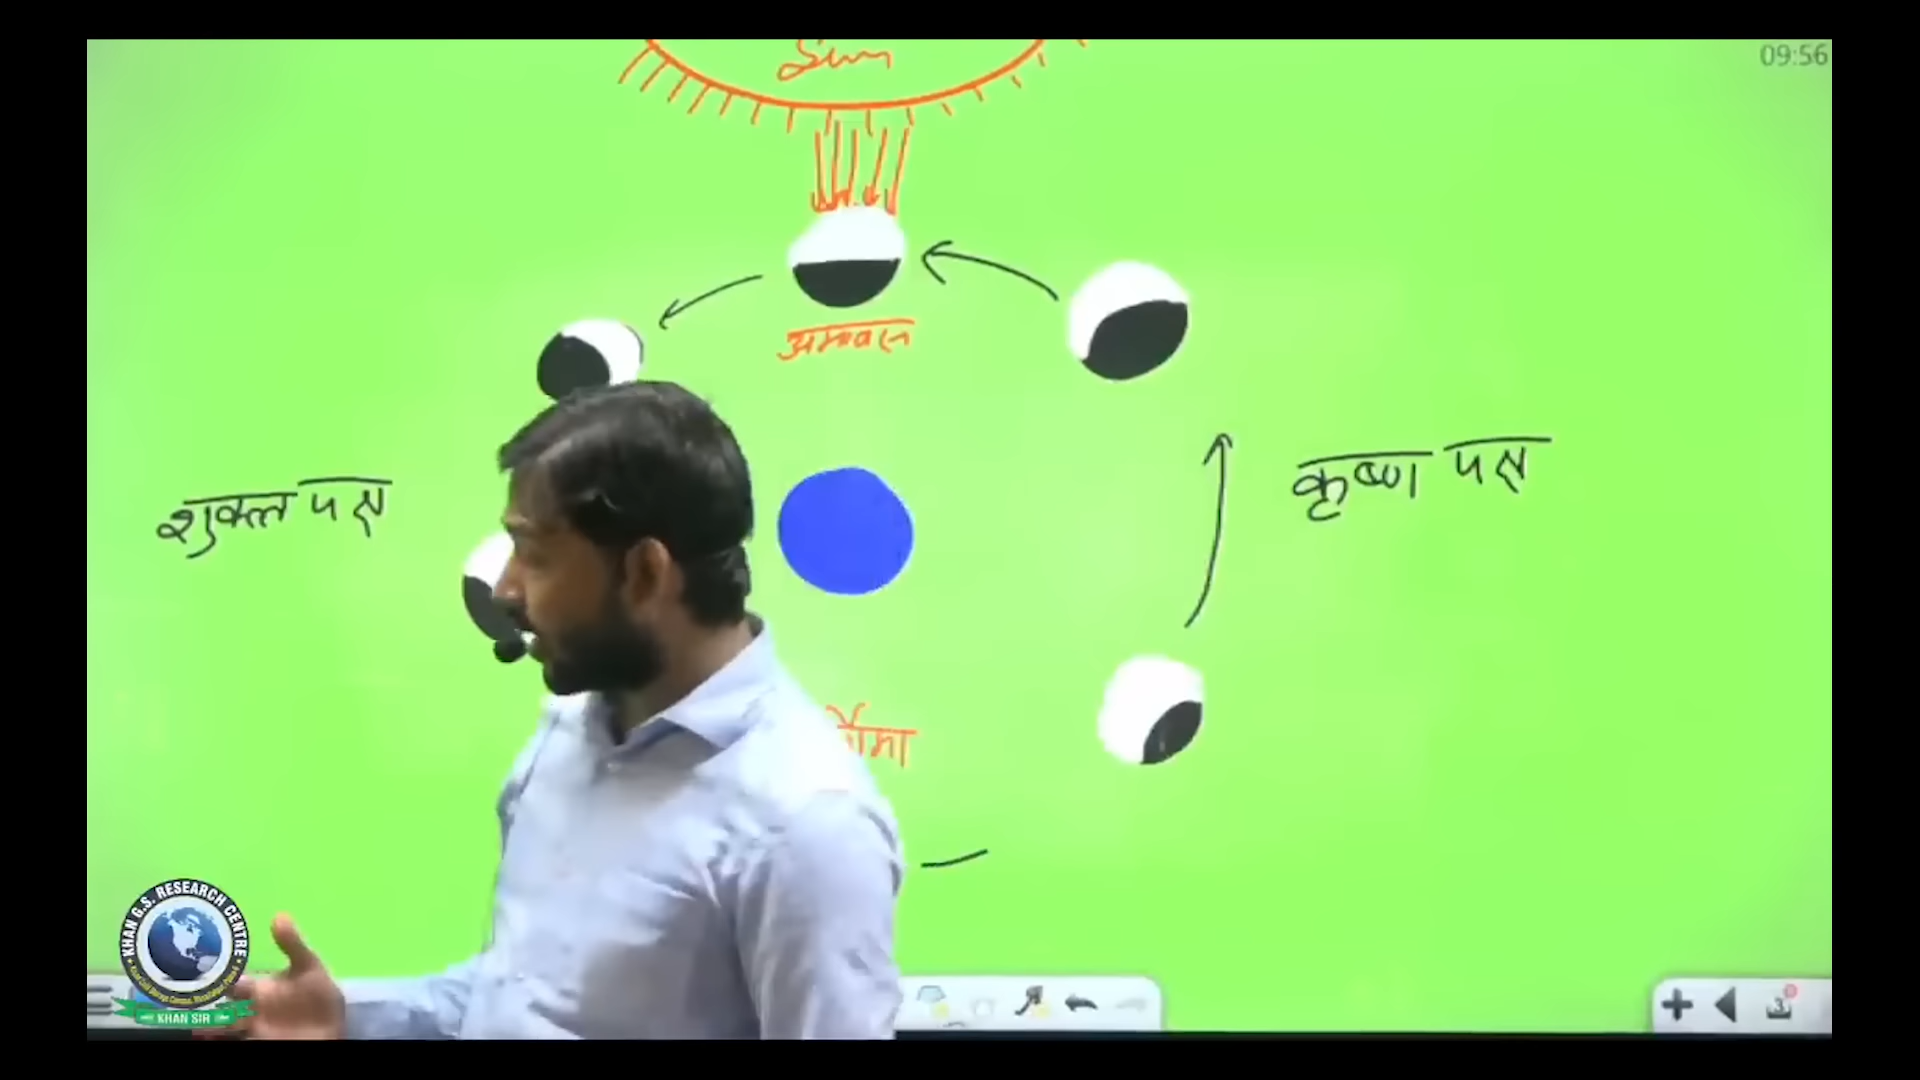 Sun
09:56
अमावस
शुक्ल पक्ष
कृष्ण पक्ष
र्णिमा
KHAN G.S. RESEARCH CENTRE
KHAN SIR